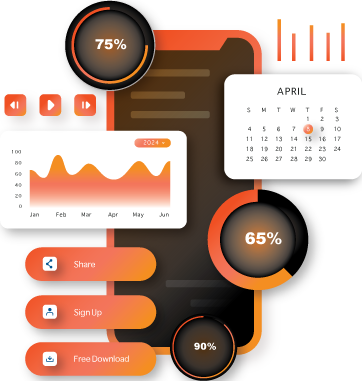 75%
APRIL
S M T W T F S
1 2 3
4 5 6 7 8 9 10
11 12 13 14 15 16 17
18 19 20 21 22 23 24
25 26 27 28 29 30
2024
100
80
60
40
20
0
Jan Feb Mar Apr May Jun
65%
Share
Sign Up
Free Download
90%